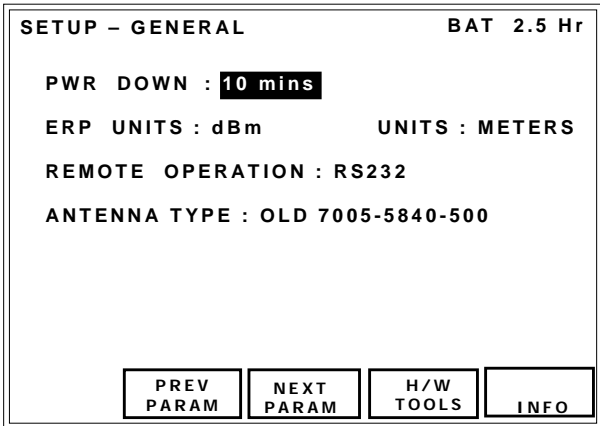 SETUP – GENERAL BAT 2.5 Hr
PWR DOWN : 10 mins
ERP UNITS : dBm UNITS : METERS
REMOTE OPERATION : RS232
ANTENNA TYPE : OLD 7005-5840-500
PREV PARAM
NEXT PARAM
H/W TOOLS
INFO